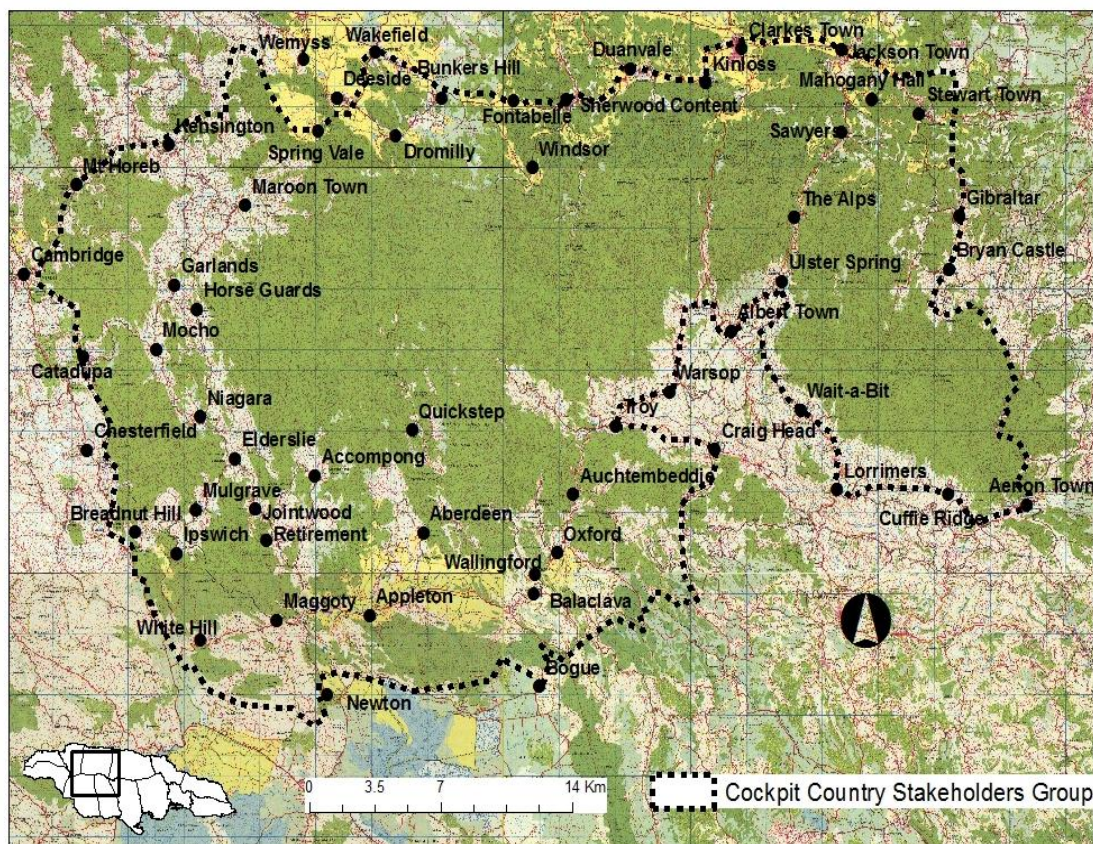 Clarkes Town
Wakefield
Wemyss
Duanvale
Jackson Town
Bunkers Hill
Kinloss
Deeside
Mahogany Hall
Stewart Town
Sherwood Content
Fontabelle
Kensington
Sawyers
Spring Vale
Dromilly
Windsor
Mt Horeb
Maroon Town
The Alps
Gibraltar
Bryan Castle
Cambridge
Garlands
Ulster Spring
Horse Guards
Albert Town
Mocho
Catadupa
Warsop
Wait-a-Bit
Niagara
Quickstep
Troy
Chesterfield
Craig Head
Elderslie
Accompong
Auchtembeddie
Lorrimers
Mulgrave
Aenon Town
Breadnut Hill
Jointwood
Aberdeen
Cuffie Ridge
Ipswich
Retirement
Oxford
Wallingford
Maggoty
Appleton
Balaclava
White Hill
Bogue
Newton
0 3.5 7 14 Km
Cockpit Country Stakeholders Group